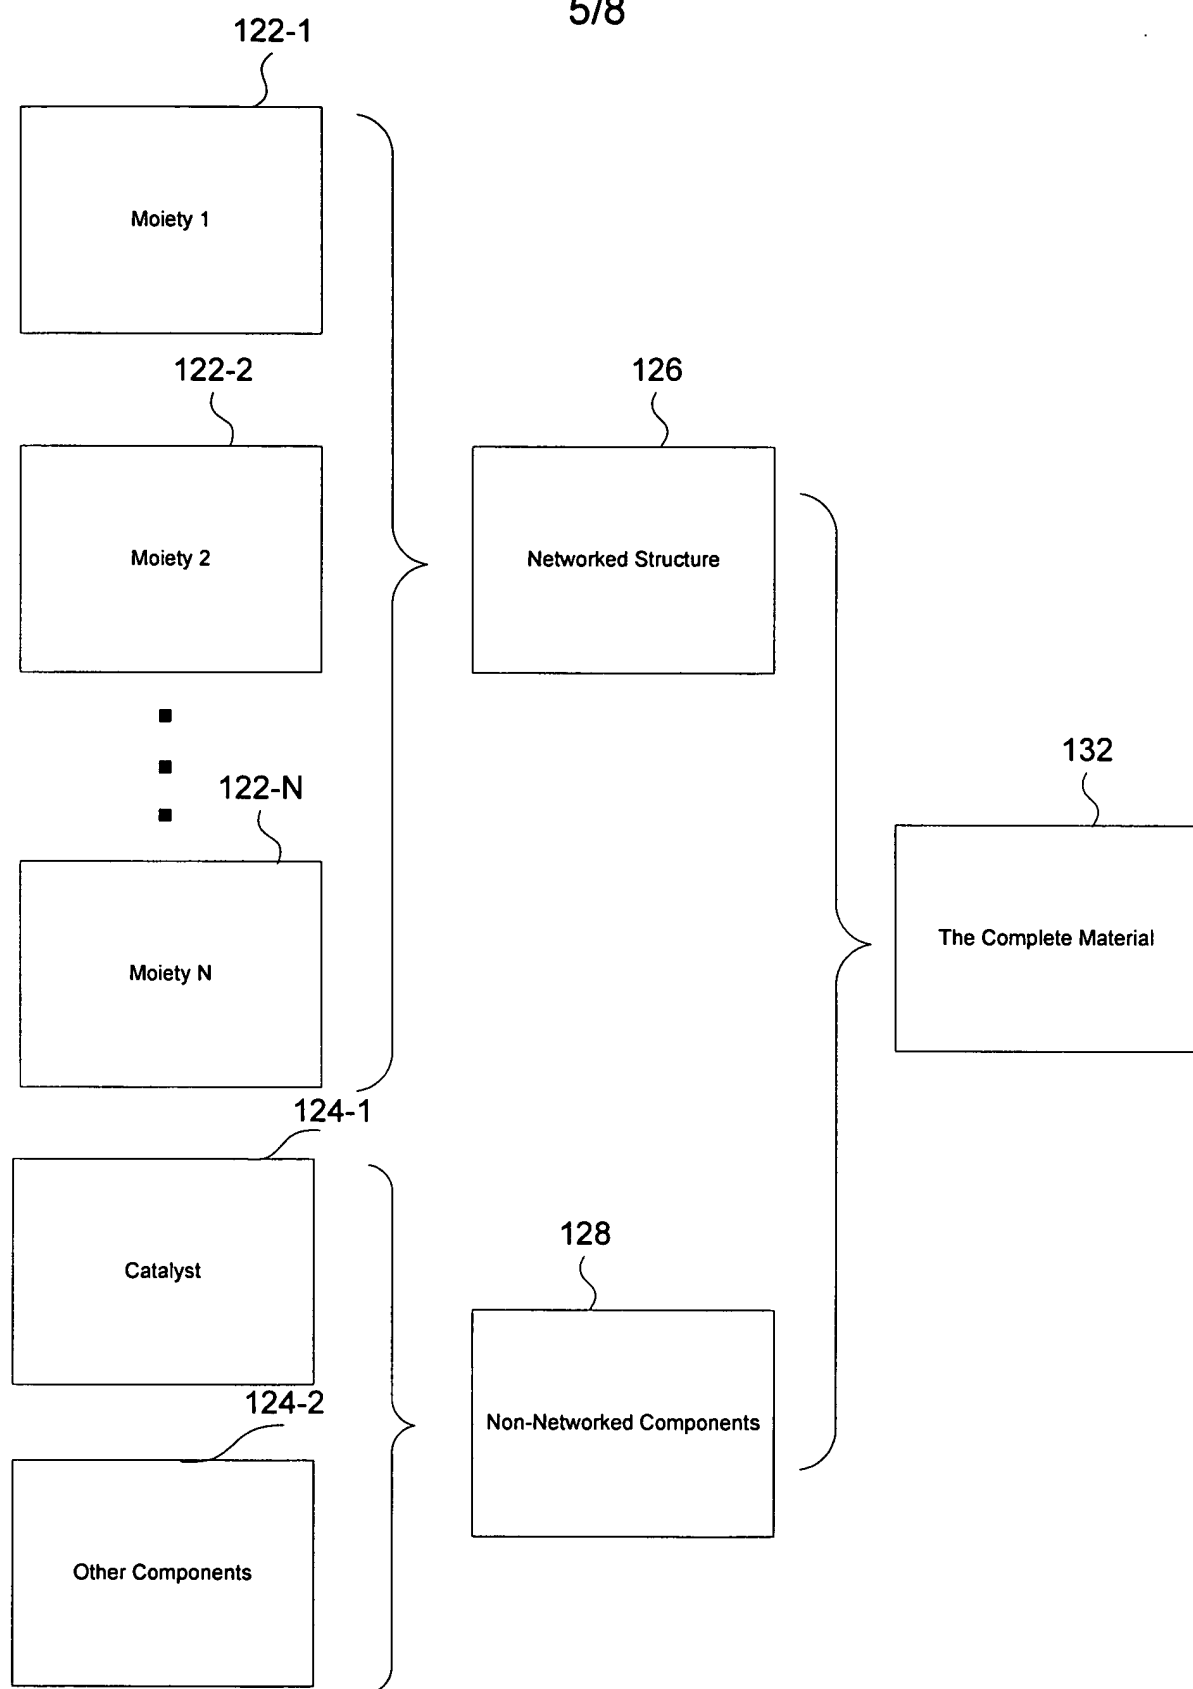 5/8
122-1
Moiety 1
122-2
126
Moiety 2
Networked Structure
122-N
132
Moiety N
The Complete Material
124-1
Catalyst
128
124-2
Non-Networked Components
Other Components